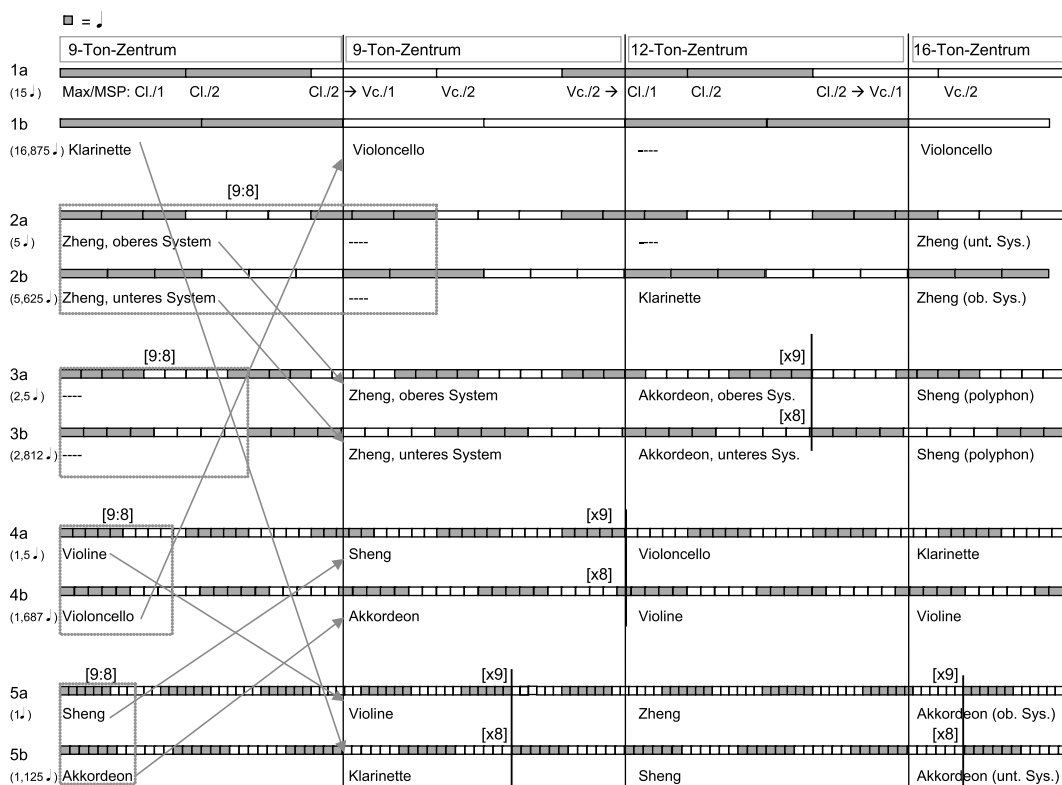 = ♩
9-Ton-Zentrum 9-Ton-Zentrum 12-Ton-Zentrum 16-Ton-Zentrum
1a
(15 ♩) Max/MSP: Cl./1 Cl./2 Cl./2 → Vc./1 Vc./2 Vc./2 → Cl./1 Cl./2 Cl./2 → Vc./1 Vc./2
1b
(16,875 ♩) Klarinette Violoncello ---- Violoncello
[9:8]
2a
(5 ♩) Zheng, oberes System ---- ---- Zheng (unt. Sys.)
2b
(5,625 ♩) Zheng, unteres System ---- Klarinette Zheng (ob. Sys.)
[9:8] [x9]
3a
(2,5 ♩) ---- Zheng, oberes System Akkordeon, oberes Sys. Sheng (polyphon)
[x8]
3b
(2,812 ♩) ---- Zheng, unteres System Akkordeon, unteres Sys. Sheng (polyphon)
[9:8] [x9]
4a
(1,5 ♩) Violine Sheng Violoncello Klarinette
[x8]
4b
(1,687 ♩) Violoncello Akkordeon Violine Violine
[9:8] [x9] [x9]
5a
(1 ♩) Sheng Violine Zheng Akkordeon (ob. Sys.)
[x8] [x8]
5b
(1,125 ♩) Akkordeon Klarinette Sheng Akkordeon (unt. Sys.)